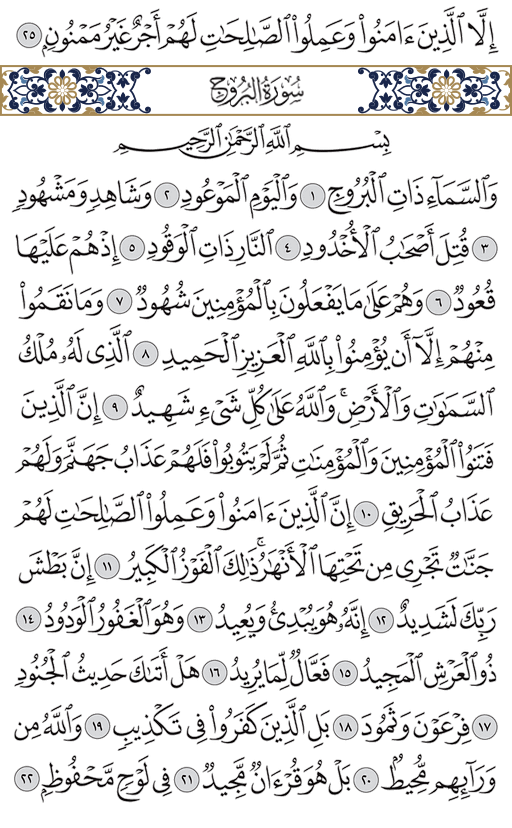 إِلَّا ٱلَّذِينَ ءَامَنُوا۟ وَعَمِلُوا۟ ٱلصَّـٰلِحَـٰتِ لَهُمْ أَجْرٌ غَيْرُ مَمْنُونٍۭ ٢٥
سُورَةُ البُرُوجِ
بِسْمِ ٱللَّهِ ٱلرَّحْمَـٰنِ ٱلرَّحِيمِ
وَٱلسَّمَآءِ ذَاتِ ٱلْبُرُوجِ ١ وَٱلْيَوْمِ ٱلْمَوْعُودِ ٢ وَشَاهِدٍ وَمَشْهُودٍ
٣ قُتِلَ أَصْحَـٰبُ ٱلْأُخْدُودِ ٤ ٱلنَّارِ ذَاتِ ٱلْوَقُودِ ٥ إِذْ هُمْ عَلَيْهَا
قُعُودٌ ٦ وَهُمْ عَلَىٰ مَا يَفْعَلُونَ بِٱلْمُؤْمِنِينَ شُهُودٌ ٧ وَمَا نَقَمُوا۟
مِنْهُمْ إِلَّآ أَن يُؤْمِنُوا۟ بِٱللَّهِ ٱلْعَزِيزِ ٱلْحَمِيدِ ٨ ٱلَّذِى لَهُۥ مُلْكُ
ٱلسَّمَـٰوَٰتِ وَٱلْأَرْضِ ۚ وَٱللَّهُ عَلَىٰ كُلِّ شَىْءٍ شَهِيدٌ ٩ إِنَّ ٱلَّذِينَ
فَتَنُوا۟ ٱلْمُؤْمِنِينَ وَٱلْمُؤْمِنَـٰتِ ثُمَّ لَمْ يَتُوبُوا۟ فَلَهُمْ عَذَابُ جَهَنَّمَ وَلَهُمْ
عَذَابُ ٱلْحَرِيقِ ١٠ إِنَّ ٱلَّذِينَ ءَامَنُوا۟ وَعَمِلُوا۟ ٱلصَّـٰلِحَـٰتِ لَهُمْ
جَنَّـٰتٌ تَجْرِى مِن تَحْتِهَا ٱلْأَنْهَـٰرُ ۚ ذَٰلِكَ ٱلْفَوْزُ ٱلْكَبِيرُ ١١ إِنَّ بَطْشَ
رَبِّكَ لَشَدِيدٌ ١٢ إِنَّهُۥ هُوَ يُبْدِئُ وَيُعِيدُ ١٣ وَهُوَ ٱلْغَفُورُ ٱلْوَدُودُ ١٤
ذُو ٱلْعَرْشِ ٱلْمَجِيدُ ١٥ فَعَّالٌ لِّمَا يُرِيدُ ١٦ هَلْ أَتَىٰكَ حَدِيثُ ٱلْجُنُودِ
١٧ فِرْعَوْنَ وَثَمُودَ ١٨ بَلِ ٱلَّذِينَ كَفَرُوا۟ فِى تَكْذِيبٍ ١٩ وَٱللَّهُ مِن
وَرَآئِهِم مُّحِيطٌۢ ٢٠ بَلْ هُوَ قُرْءَانٌ مَّجِيدٌ ٢١ فِى لَوْحٍ مَّحْفُوظٍۭ ٢٢